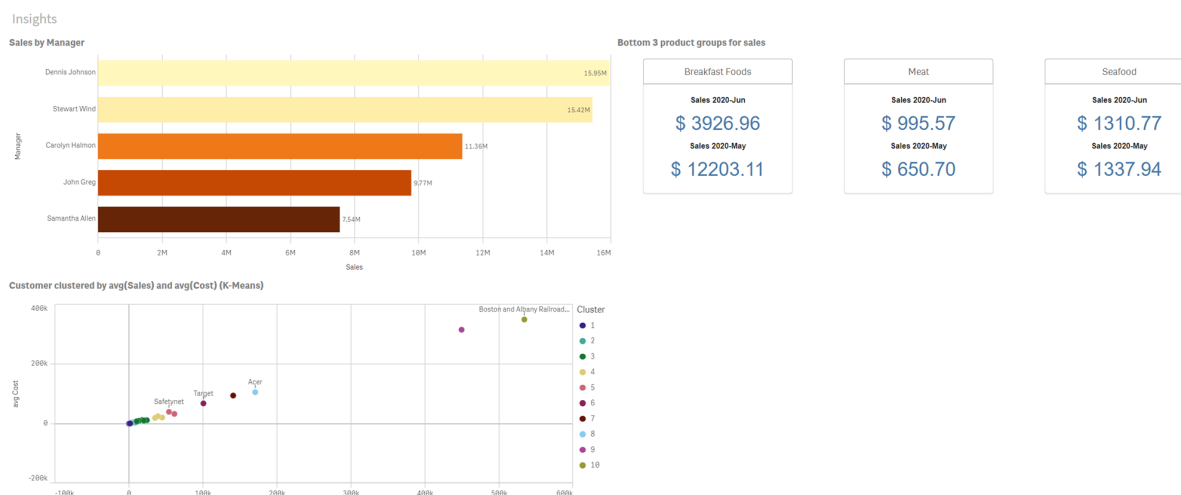 Insights
Sales by Manager
Manager
Dennis Johnson
15.95M
Stewart Wind
15.42M
Carolyn Halmon
11.36M
John Greg
9.77M
Samantha Allen
7.54M
0 2M 4M 6M 8M 10M 12M 14M 16M
Sales
Bottom 3 product groups for sales
Breakfast Foods
Sales 2020-Jun
$ 3926.96
Sales 2020-May
$ 12203.11
Meat
Sales 2020-Jun
$ 995.57
Sales 2020-May
$ 650.70
Seafood
Sales 2020-Jun
$ 1310.77
Sales 2020-May
$ 1337.94
Customer clustered by avg(Sales) and avg(Cost) (K-Means)
avg Cost
400k
200k
0
-200k
Boston and Albany Railroad...
Acer
Target
Safetynet
-100k 0 100k 200k 300k 400k 500k 600k
Cluster
1
2
3
4
5
6
7
8
9
10